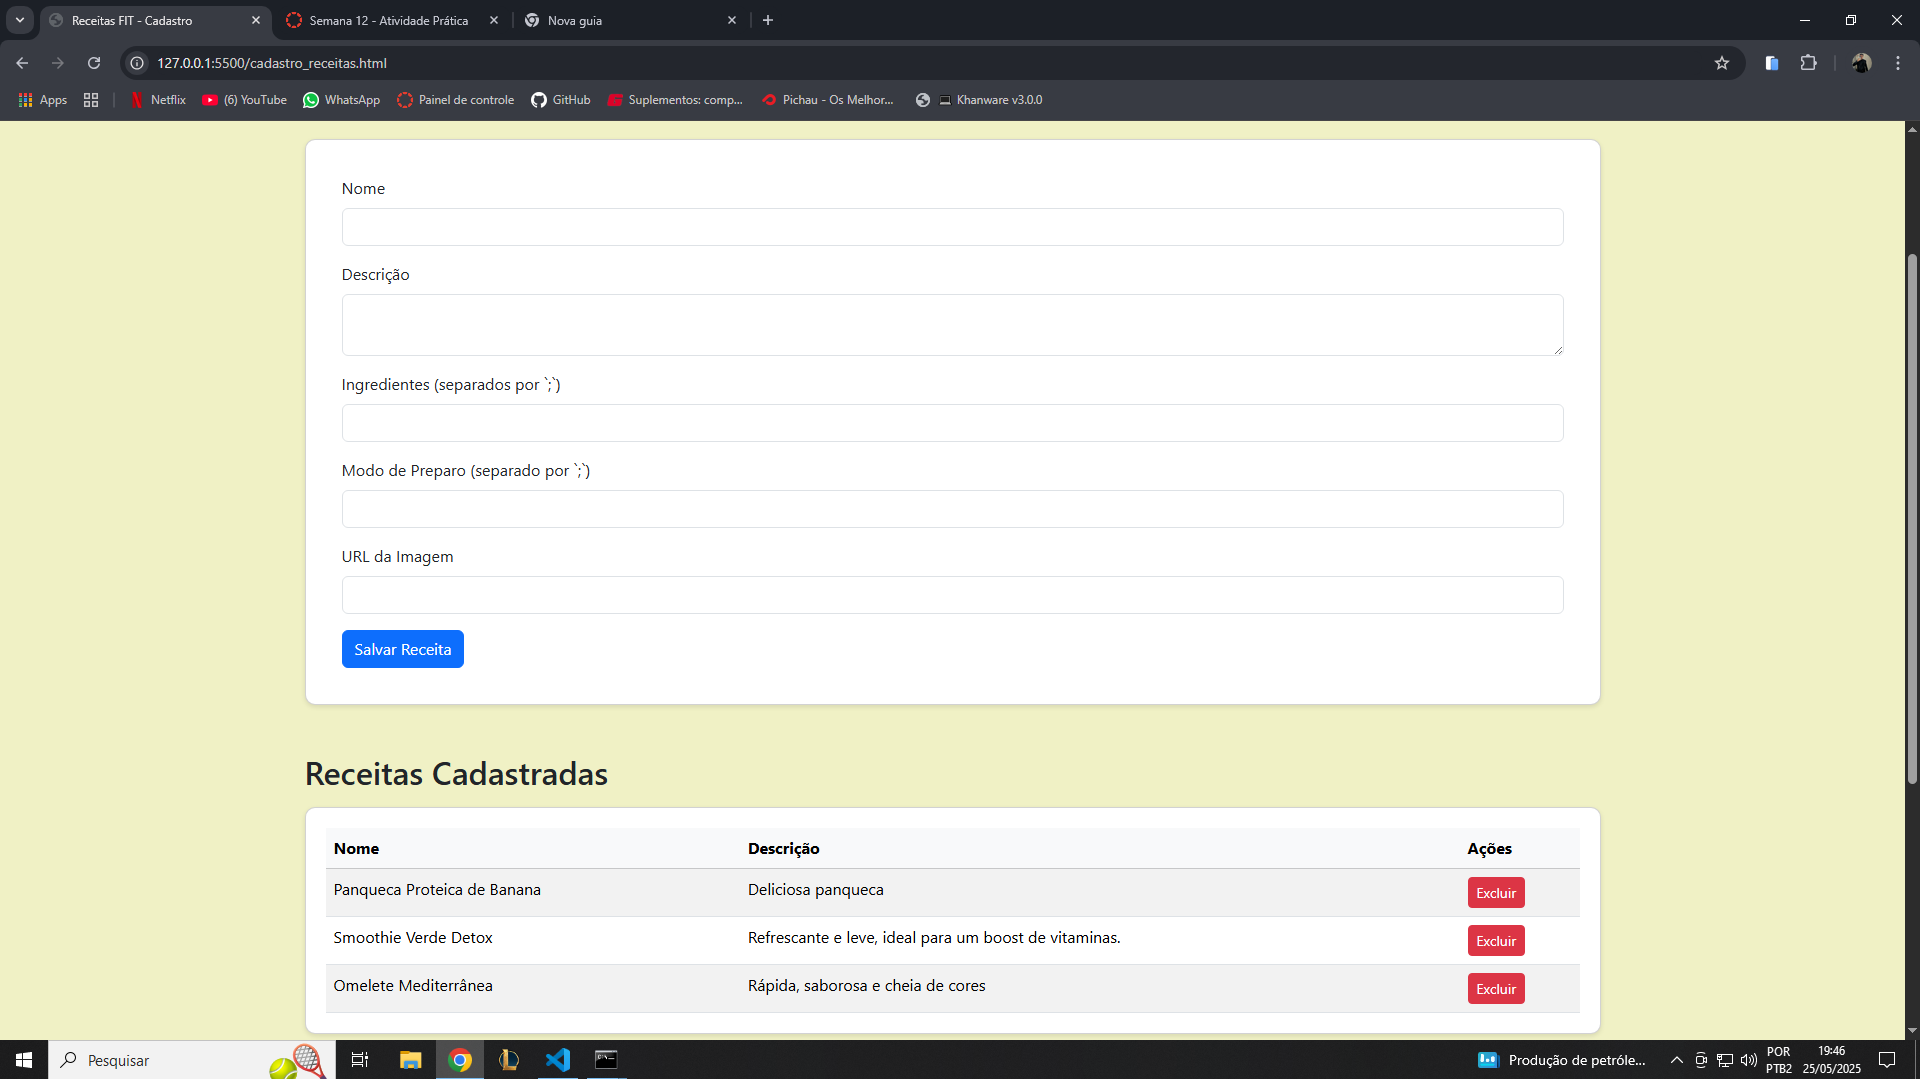 Receitas FIT - Cadastro
Semana 12 - Atividade Prática
Nova guia
127.0.0.1:5500/cadastro_receitas.html
Apps
Netflix
(6) YouTube
WhatsApp
Painel de controle
GitHub
Suplementos: comp...
Pichau - Os Melhor...
Khanware v3.0.0
Nome
Descrição
Ingredientes (separados por `;`)
Modo de Preparo (separado por `;`)
URL da Imagem
Salvar Receita
Receitas Cadastradas
Nome Descrição Ações
Panqueca Proteica de Banana Deliciosa panqueca Excluir
Smoothie Verde Detox Refrescante e leve, ideal para um boost de vitaminas. Excluir
Omelete Mediterrânea Rápida, saborosa e cheia de cores Excluir
Pesquisar
Produção de petróle...
POR
PTB2
19:46
25/05/2025